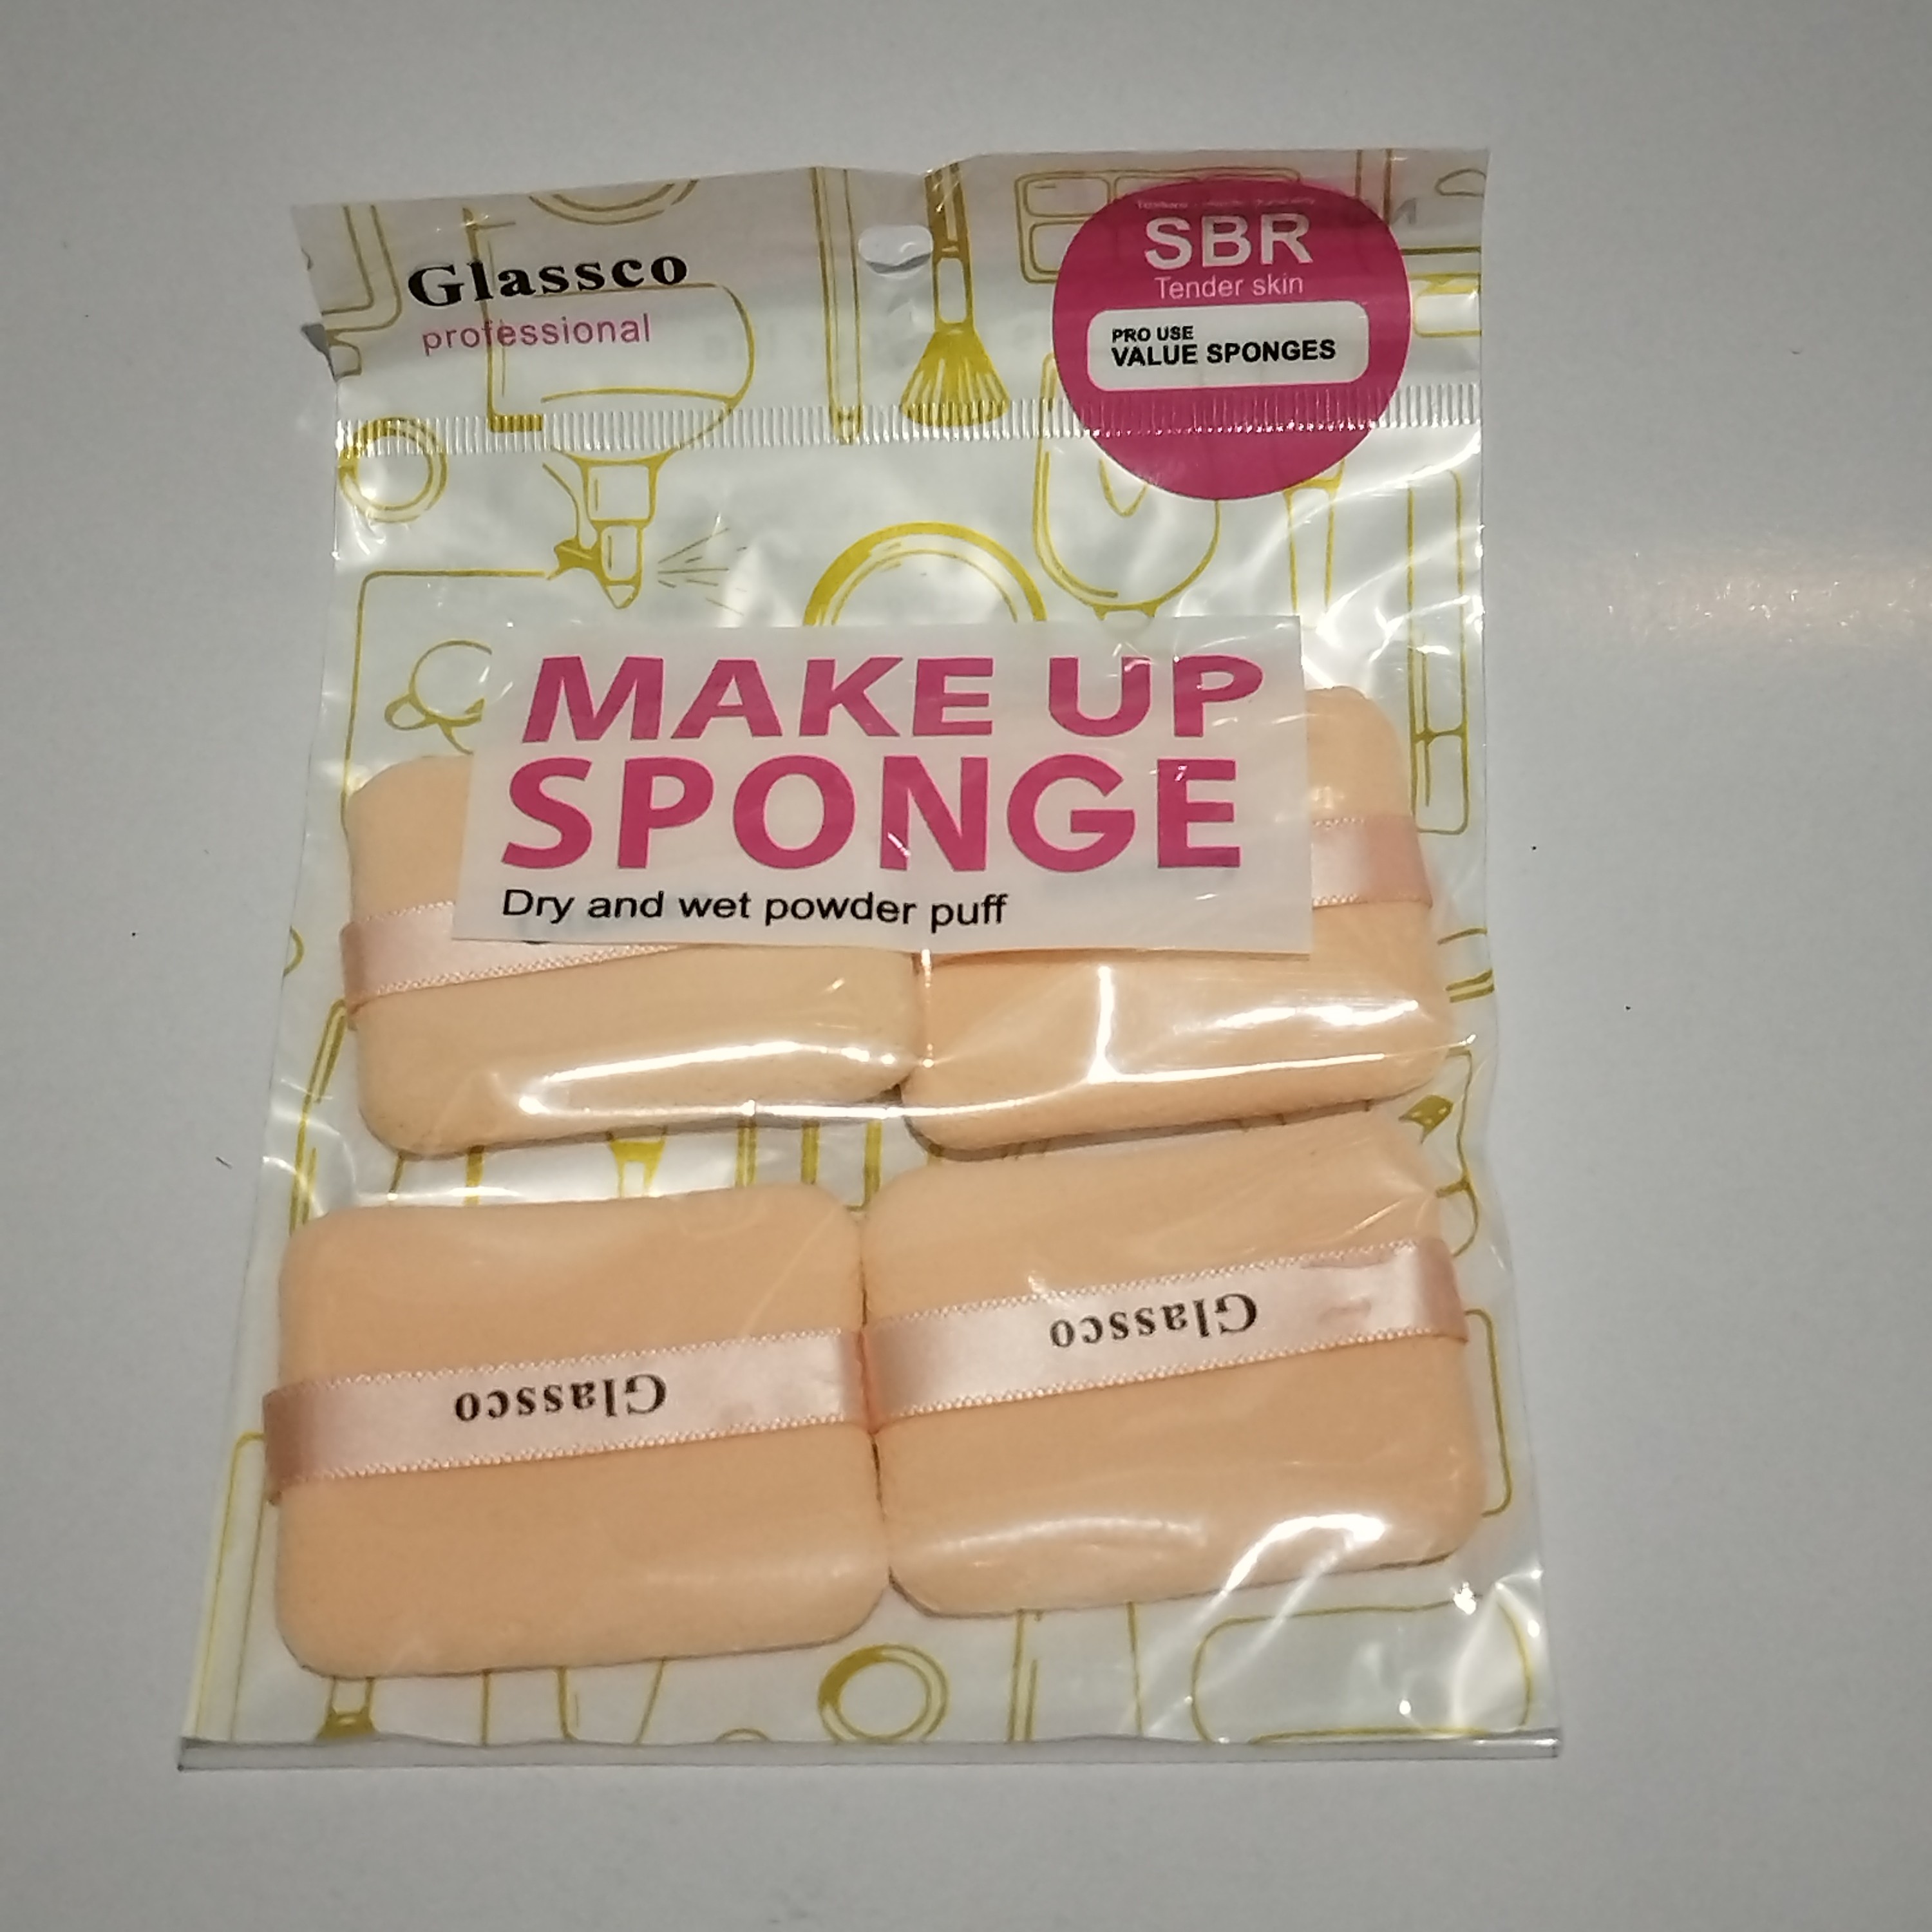 Glassco
professional
SBR
Tender skin
PRO USE
VALUE SPONGES
MAKE UP
SPONGE
Dry and wet powder puff
Glassco
Glassco